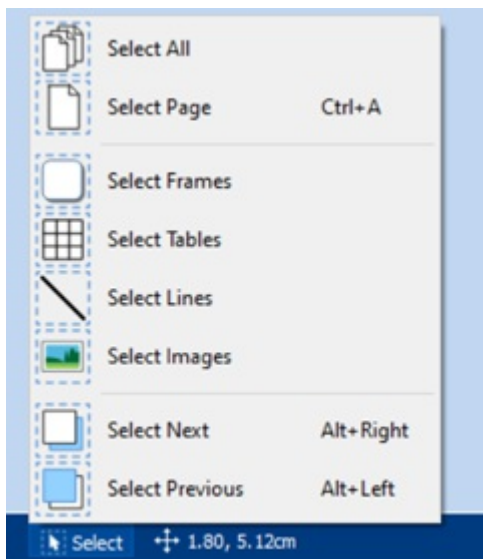 Select All
Select Page Ctrl+A
Select Frames
Select Tables
Select Lines
Select Images
Select Next Alt+Right
Select Previous Alt+Left
Select 1.80, 5.12cm